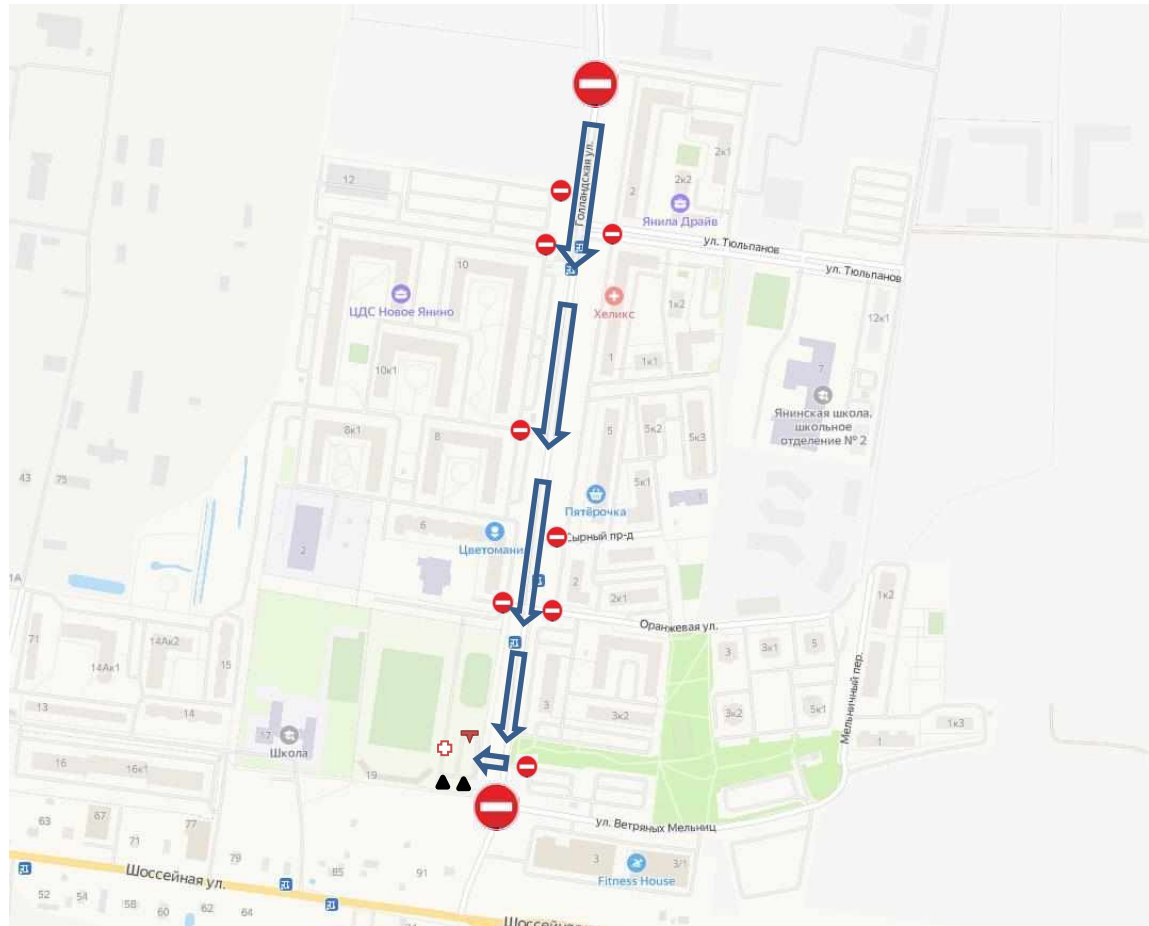 2к1
12
2к2
2
Голландская ул.
Янила Драйв
ул. Тюльпанов
ул. Тюльпанов
10
ЦДС Новое Янино
Хеликс
1к2
12к1
10к1
1
1к1
7
Янинская школа,
школьное
отделение № 2
8к1
8
5
5к2
5к3
43
75
5к1
1
Пятёрочка
6
Цветомания
Сырный пр-д
2
2
1А
2к1
1к2
Оранжевая ул.
71
14Ак2
14Ак1
15
3
3к1
5
Мельничный пер.
13
14
3
3к2
3к2
5к1
1к3
17
Школа
1
16
16к1
19
63
67
77
71
ул. Ветряных Мельниц
79
85
91
3
3/1
Fitness House
Шоссейная ул.
52
54
58
60
62
64